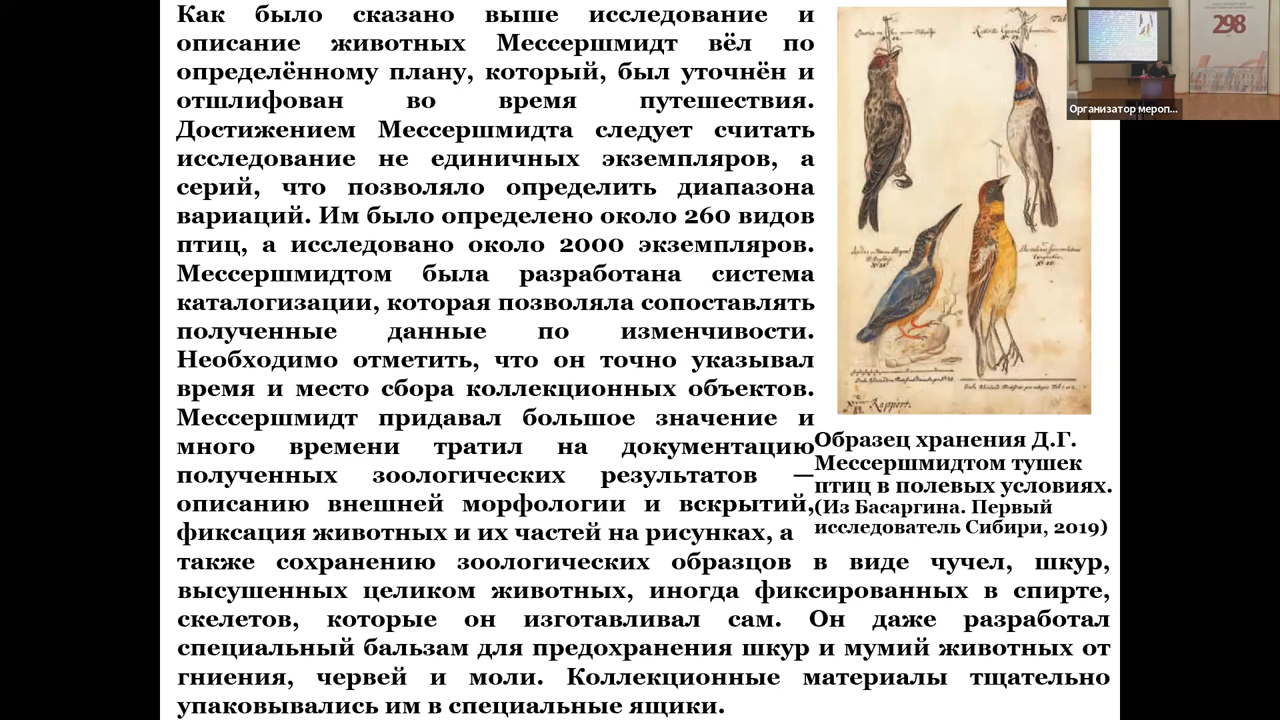 Как было сказано выше исследование и
описание животных Мессершмидт вёл по
определённому плану, который, был уточнён и
отшлифован во время путешествия.
Достижением Мессершмидта следует считать
исследование не единичных экземпляров, а
серий, что позволяло определить диапазона
вариаций. Им было определено около 260 видов
птиц, а исследовано около 2000 экземпляров.
Мессершмидтом была разработана система
каталогизации, которая позволяла сопоставлять
полученные данные по изменчивости.
Необходимо отметить, что он точно указывал
время и место сбора коллекционных объектов.
Мессершмидт придавал большое значение и
много времени тратил на документацию
полученных зоологических результатов —
описанию внешней морфологии и вскрытий,
фиксация животных и их частей на рисунках, а
также сохранению зоологических образцов в виде чучел, шкур,
высушенных целиком животных, иногда фиксированных в спирте,
скелетов, которые он изготавливал сам. Он даже разработал
специальный бальзам для предохранения шкур и мумий животных от
гниения, червей и моли. Коллекционные материалы тщательно
упаковывались им в специальные ящики.
Rapport.
Образец хранения Д.Г.
Мессершмидтом тушек
птиц в полевых условиях.
(Из Басаргина. Первый
исследователь Сибири, 2019)
298
Организатор мероп...